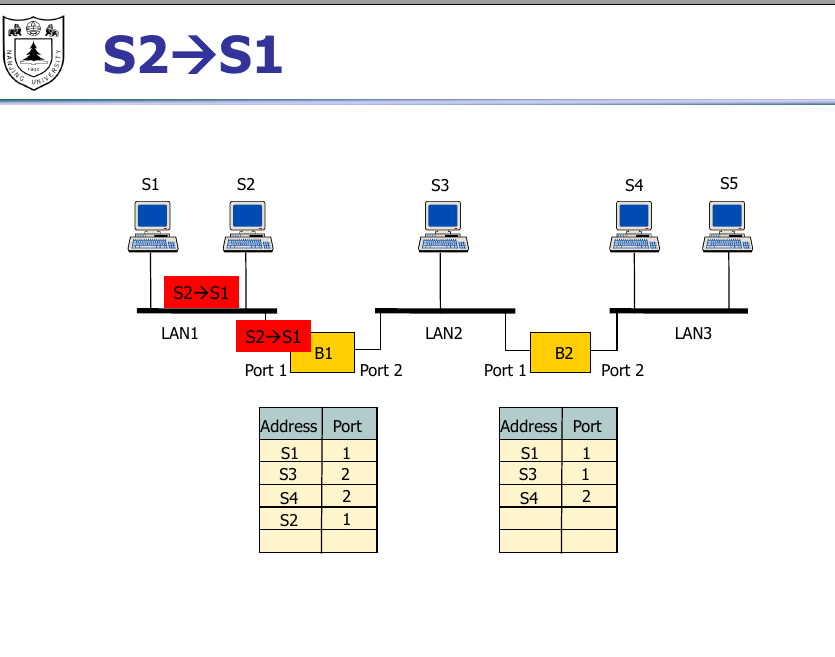 S2→S1
NANJING UNIVERSITY
1902
S1 S2 S3 S4 S5
S2→S1
LAN1 LAN2 LAN3
S2→S1
B1 B2
Port 1 Port 2 Port 1 Port 2
Address Port Address Port
S1 1 S1 1
S3 2 S3 1
S4 2 S4 2
S2 1